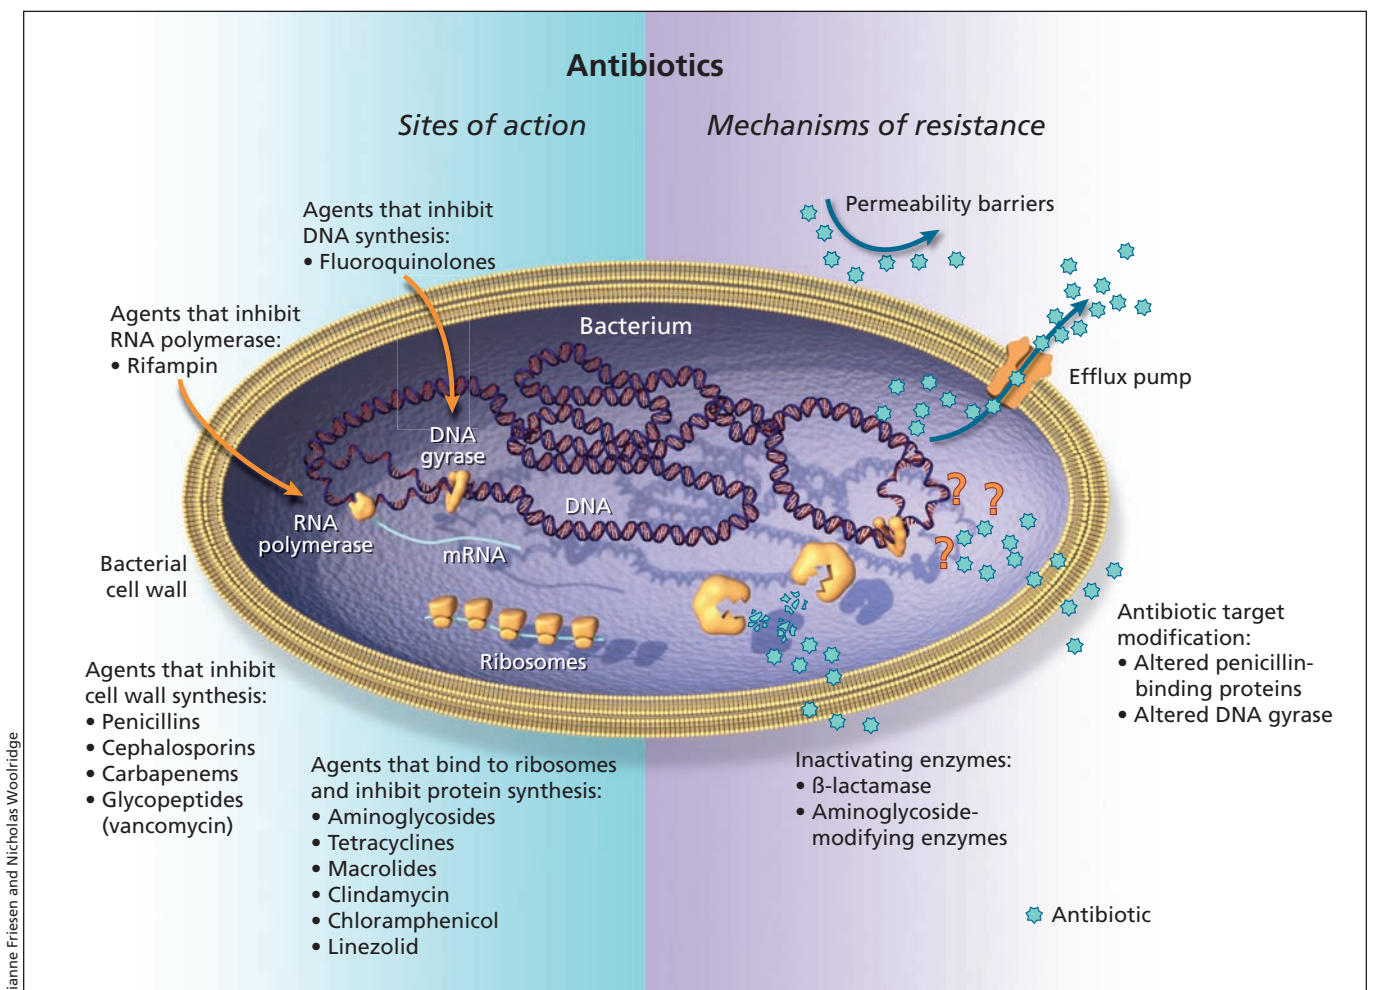 Antibiotics
Sites of action
Mechanisms of resistance
Agents that inhibit
DNA synthesis:
• Fluoroquinolones
Agents that inhibit
RNA polymerase:
• Rifampin
Permeability barriers
Bacterium
Efflux pump
DNA
gyrase
DNA
RNA
polymerase
mRNA
? ?
?
Bacterial
cell wall
Ribosomes
Agents that inhibit
cell wall synthesis:
• Penicillins
• Cephalosporins
• Carbapenems
• Glycopeptides
(vancomycin)
Agents that bind to ribosomes
and inhibit protein synthesis:
• Aminoglycosides
• Tetracyclines
• Macrolides
• Clindamycin
• Chloramphenicol
• Linezolid
Antibiotic target
modification:
• Altered penicillin-
binding proteins
• Altered DNA gyrase
Inactivating enzymes:
• ß-lactamase
• Aminoglycoside-
modifying enzymes
Antibiotic
ianne Friesen and Nicholas Woolridge